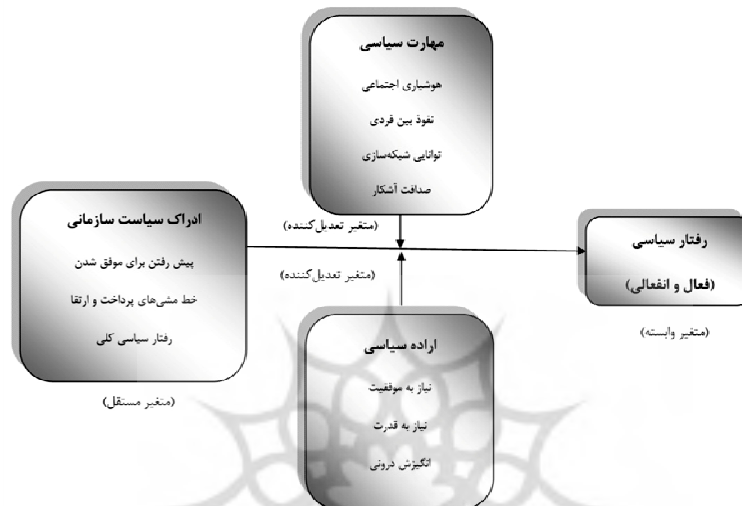 مهارت سیاسی
هوشیاری اجتماعی
نفوذ بین فردی
توانایی شبکه‌سازی
صداقت آشکار
(متغیر تعدیل‌کننده)
ادراک سیاست سازمانی
پیش رفتن برای موفق شدن
خط مشی‌های پرداخت و ارتقا
رفتار سیاسی کلی
(متغیر مستقل)
رفتار سیاسی
(فعال و انفعالی)
(متغیر وابسته)
(متغیر تعدیل‌کننده)
اراده سیاسی
نیاز به موفقیت
نیاز به قدرت
انگیزش درونی